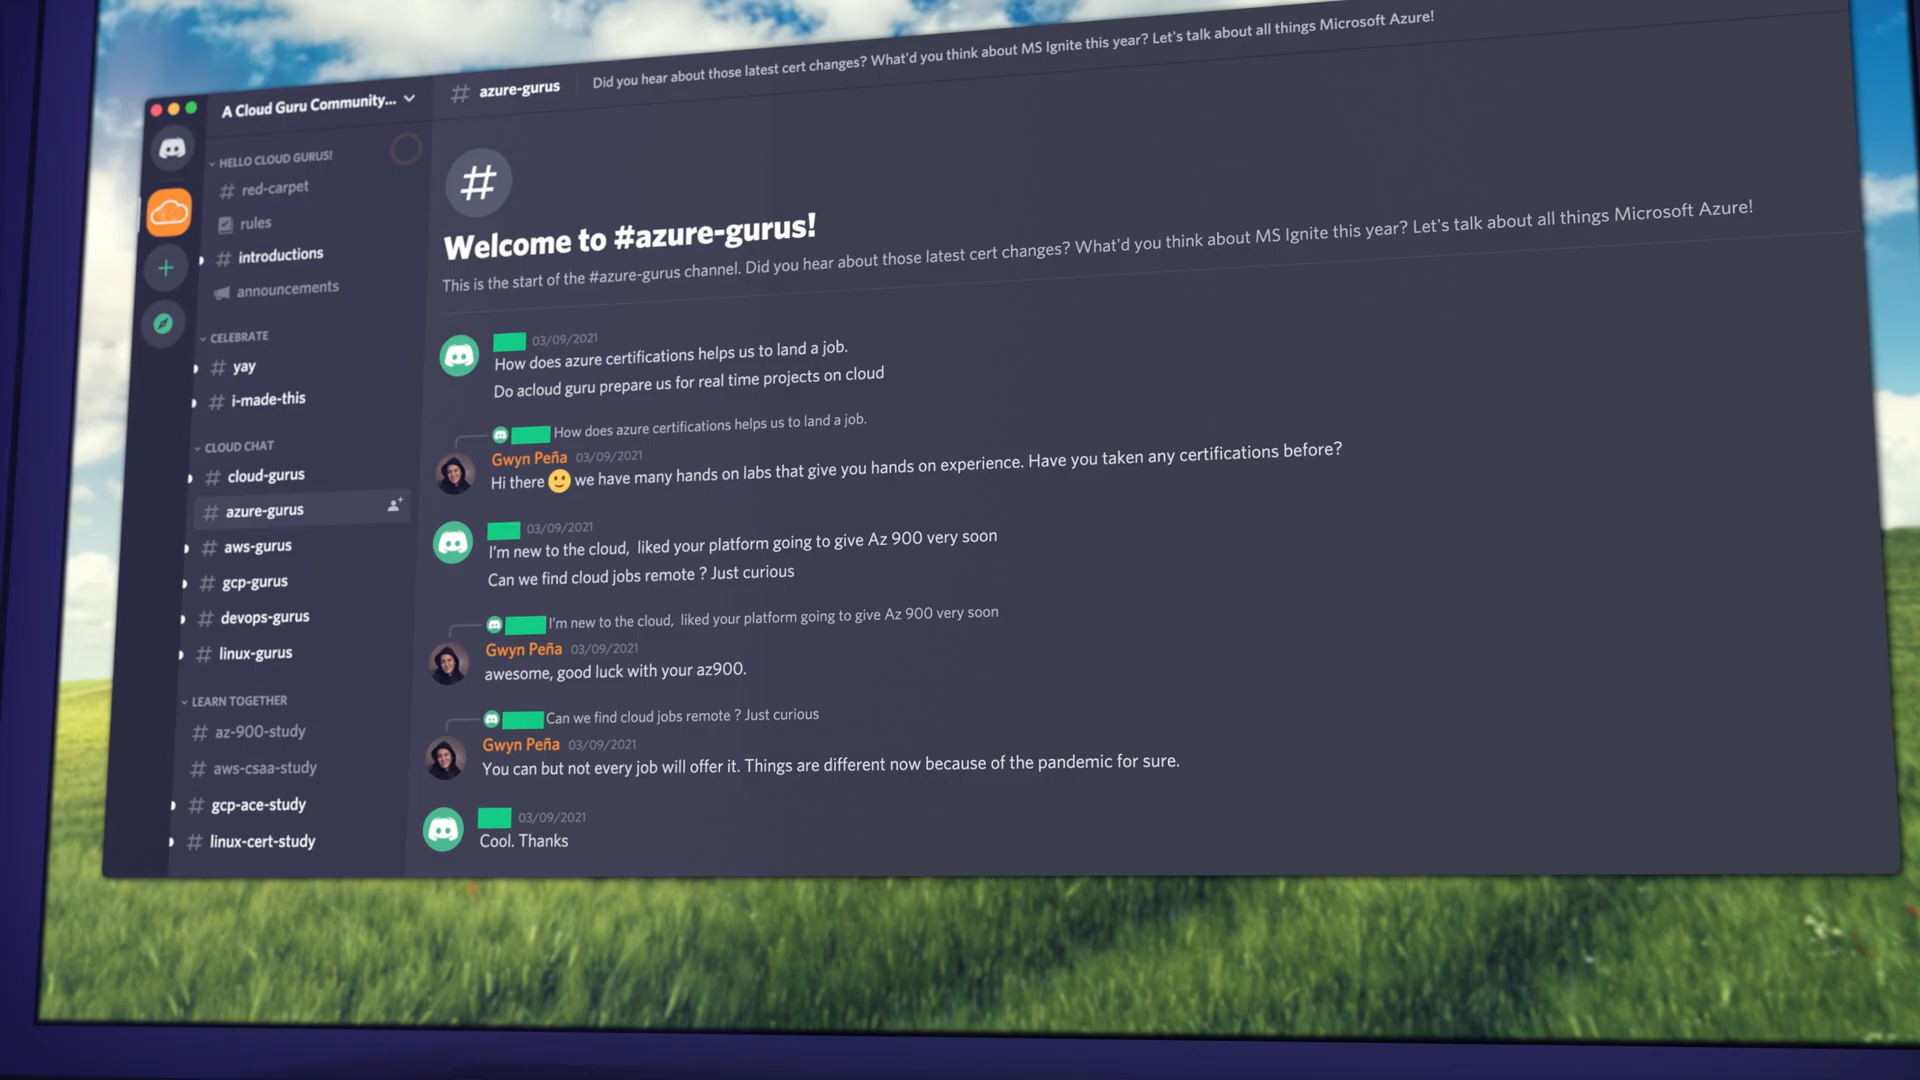 A Cloud Guru Community...
# azure-gurus
Did you hear about those latest cert changes? What'd you think about MS Ignite this year? Let's talk about all things Microsoft Azure!
HELLO CLOUD GURUS!
# red-carpet
rules
# introductions
announcements
CELEBRATE
# yay
# i-made-this
CLOUD CHAT
# cloud-gurus
# azure-gurus
# aws-gurus
# gcp-gurus
# devops-gurus
# linux-gurus
LEARN TOGETHER
# az-900-study
# aws-csaa-study
# gcp-ace-study
# linux-cert-study
#
Welcome to #azure-gurus!
This is the start of the #azure-gurus channel. Did you hear about those latest cert changes? What'd you think about MS Ignite this year? Let's talk about all things Microsoft Azure!
03/09/2021
How does azure certifications helps us to land a job.
Do acloud guru prepare us for real time projects on cloud
How does azure certifications helps us to land a job.
Gwyn Peña 03/09/2021
Hi there 🙂 we have many hands on labs that give you hands on experience. Have you taken any certifications before?
03/09/2021
I'm new to the cloud, liked your platform going to give Az 900 very soon
Can we find cloud jobs remote ? Just curious
I'm new to the cloud, liked your platform going to give Az 900 very soon
Gwyn Peña 03/09/2021
awesome, good luck with your az900.
Can we find cloud jobs remote ? Just curious
Gwyn Peña 03/09/2021
You can but not every job will offer it. Things are different now because of the pandemic for sure.
03/09/2021
Cool. Thanks